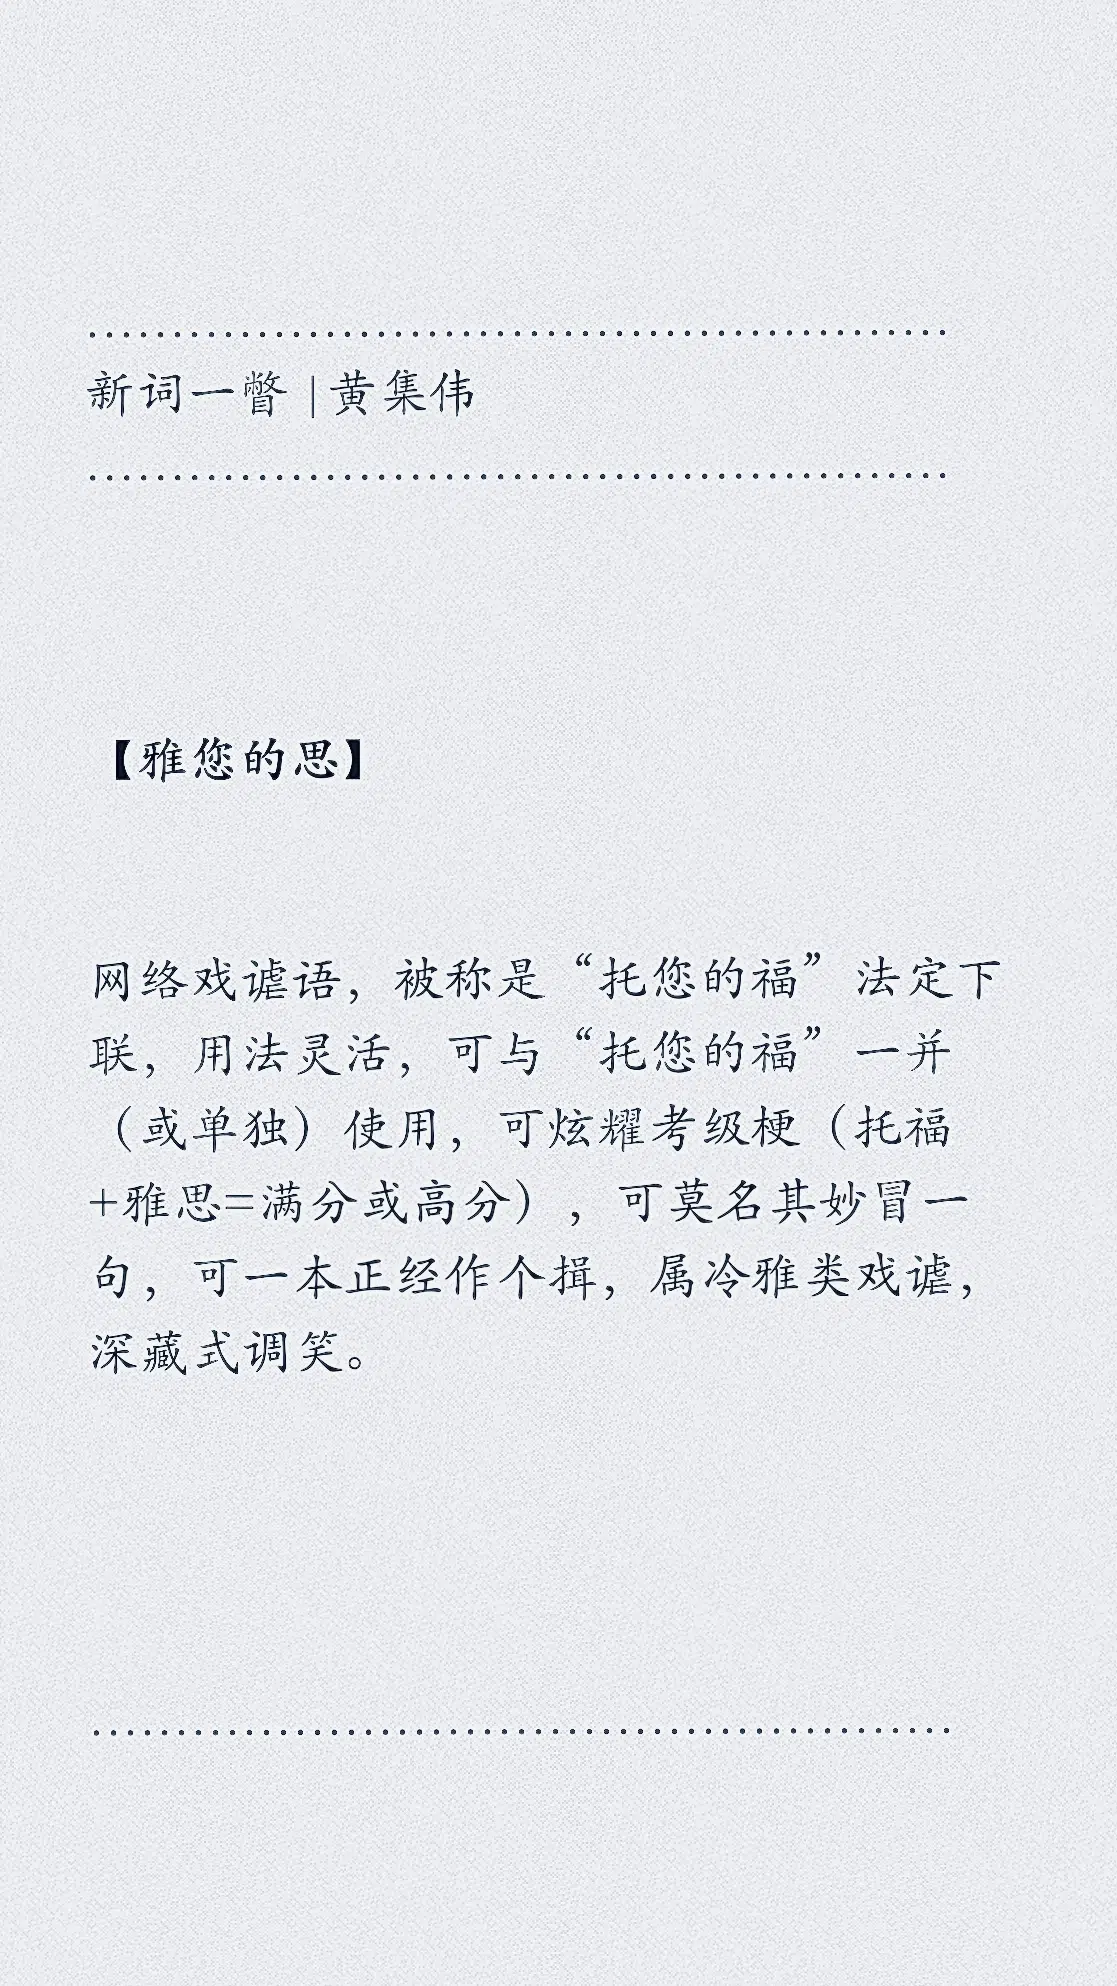 新词一瞥 | 黄集伟
【雅您的思】
网络戏谑语，被称是“托您的福”法定下
联，用法灵活，可与“托您的福”一并
（或单独）使用，可炫耀考级梗（托福
+雅思=满分或高分），可莫名其妙冒一
句，可一本正经作个揖，属冷雅类戏谑，
深藏式调笑。